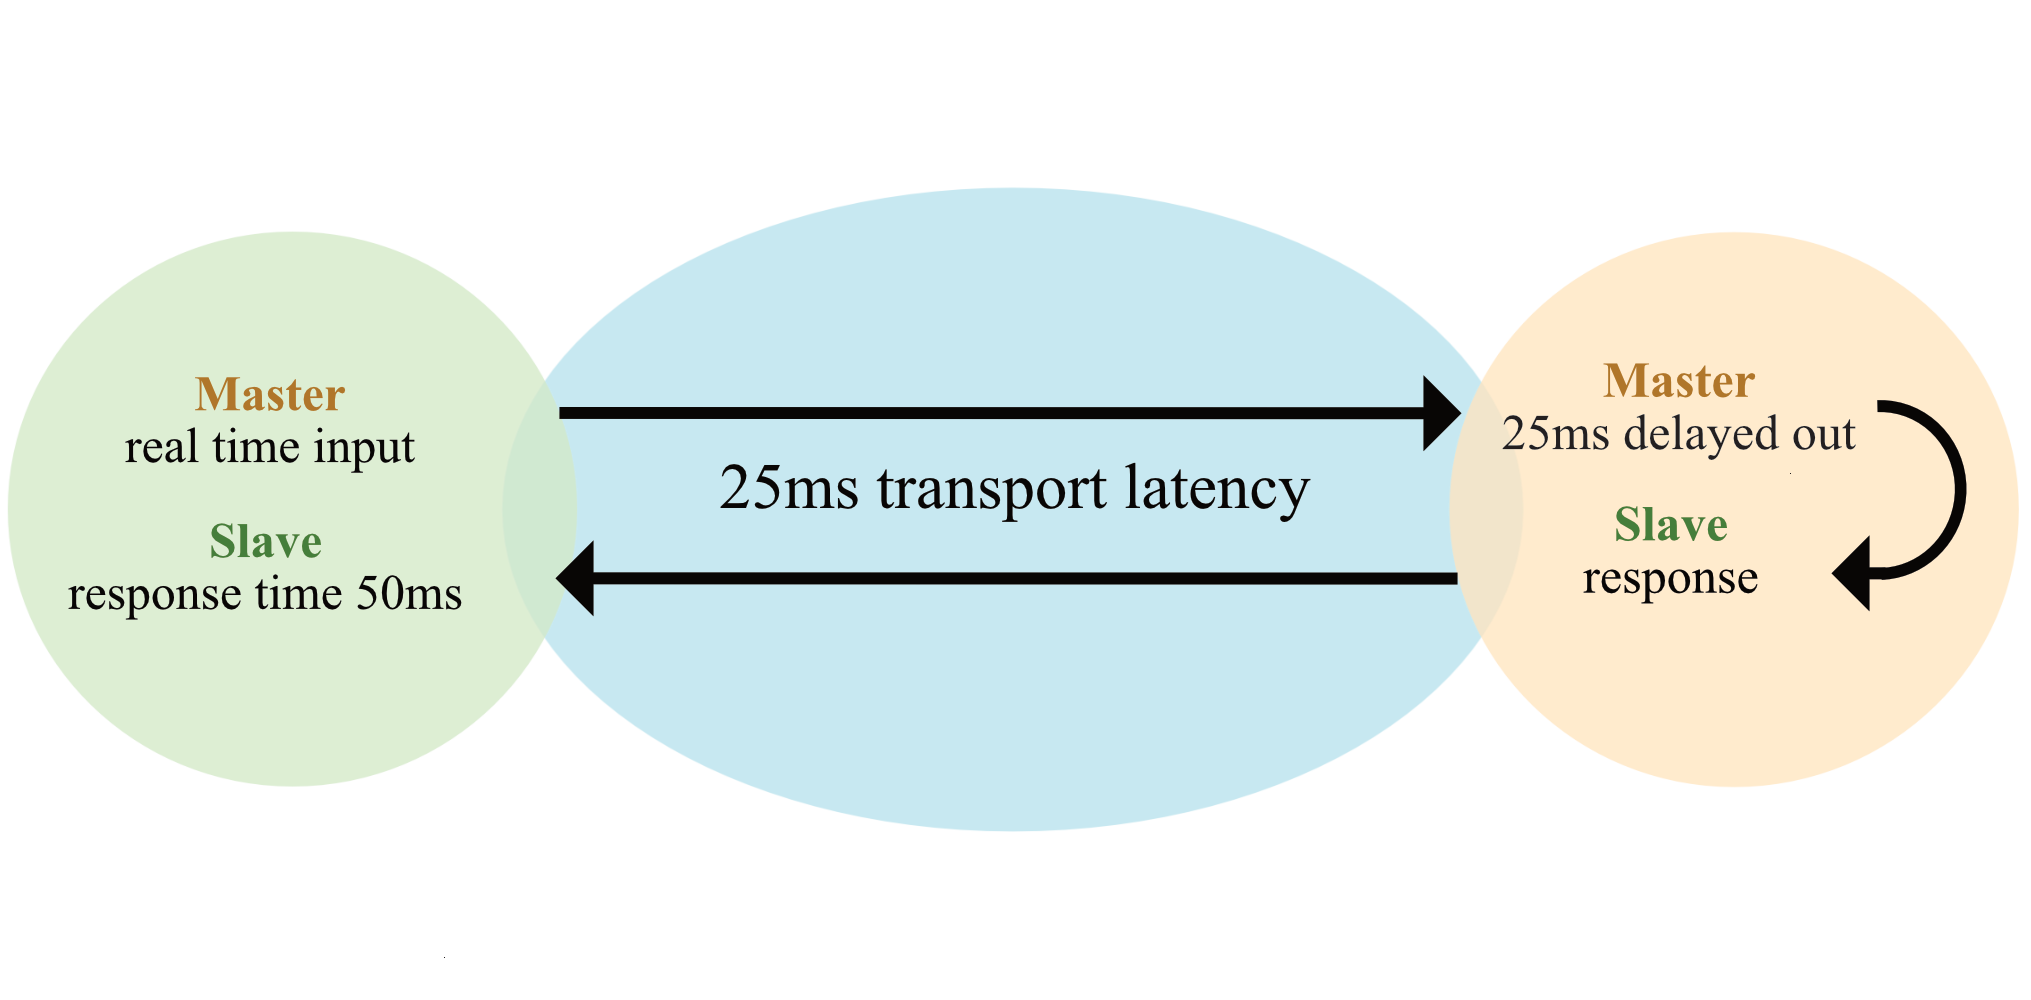 Master
real time input
Slave
response time 50ms
25ms transport latency
Master
25ms delayed out
Slave
response